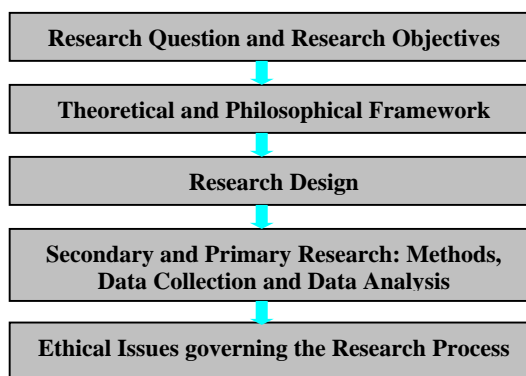 Research Question and Research Objectives
Theoretical and Philosophical Framework
Research Design
Secondary and Primary Research: Methods,
Data Collection and Data Analysis
Ethical Issues governing the Research Process